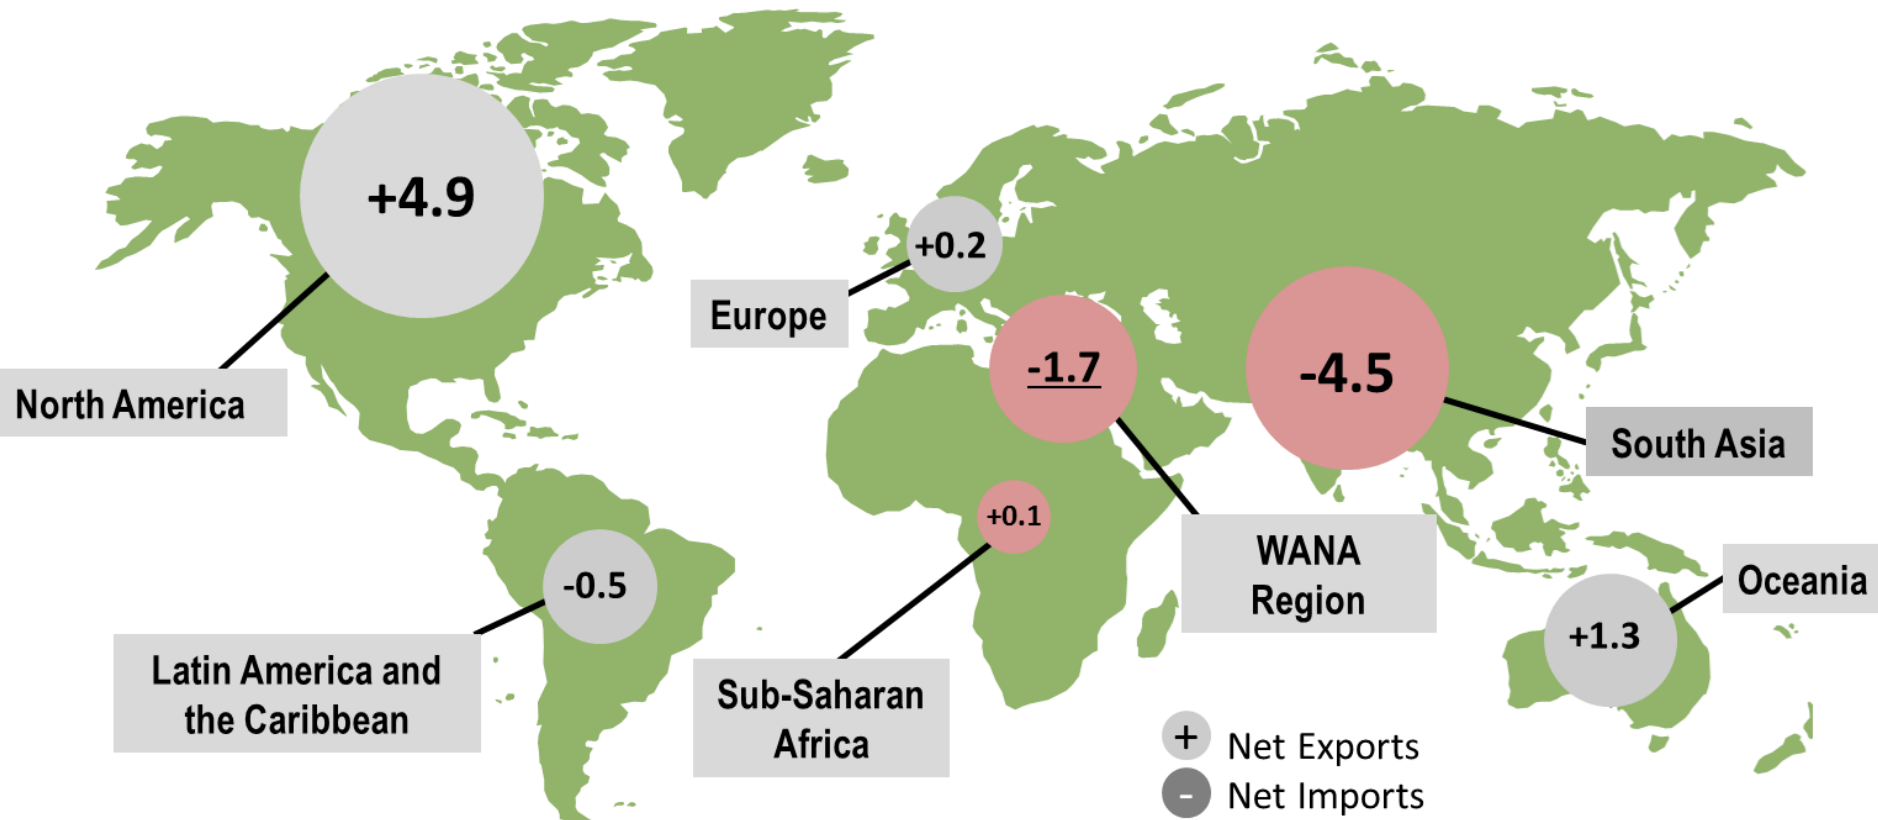 +4.9
+0.2
Europe
-1.7
-4.5
North America
South Asia
+0.1
WANA
Region
Oceania
-0.5
+1.3
Latin America and
the Caribbean
Sub-Saharan
Africa
+ Net Exports
- Net Imports